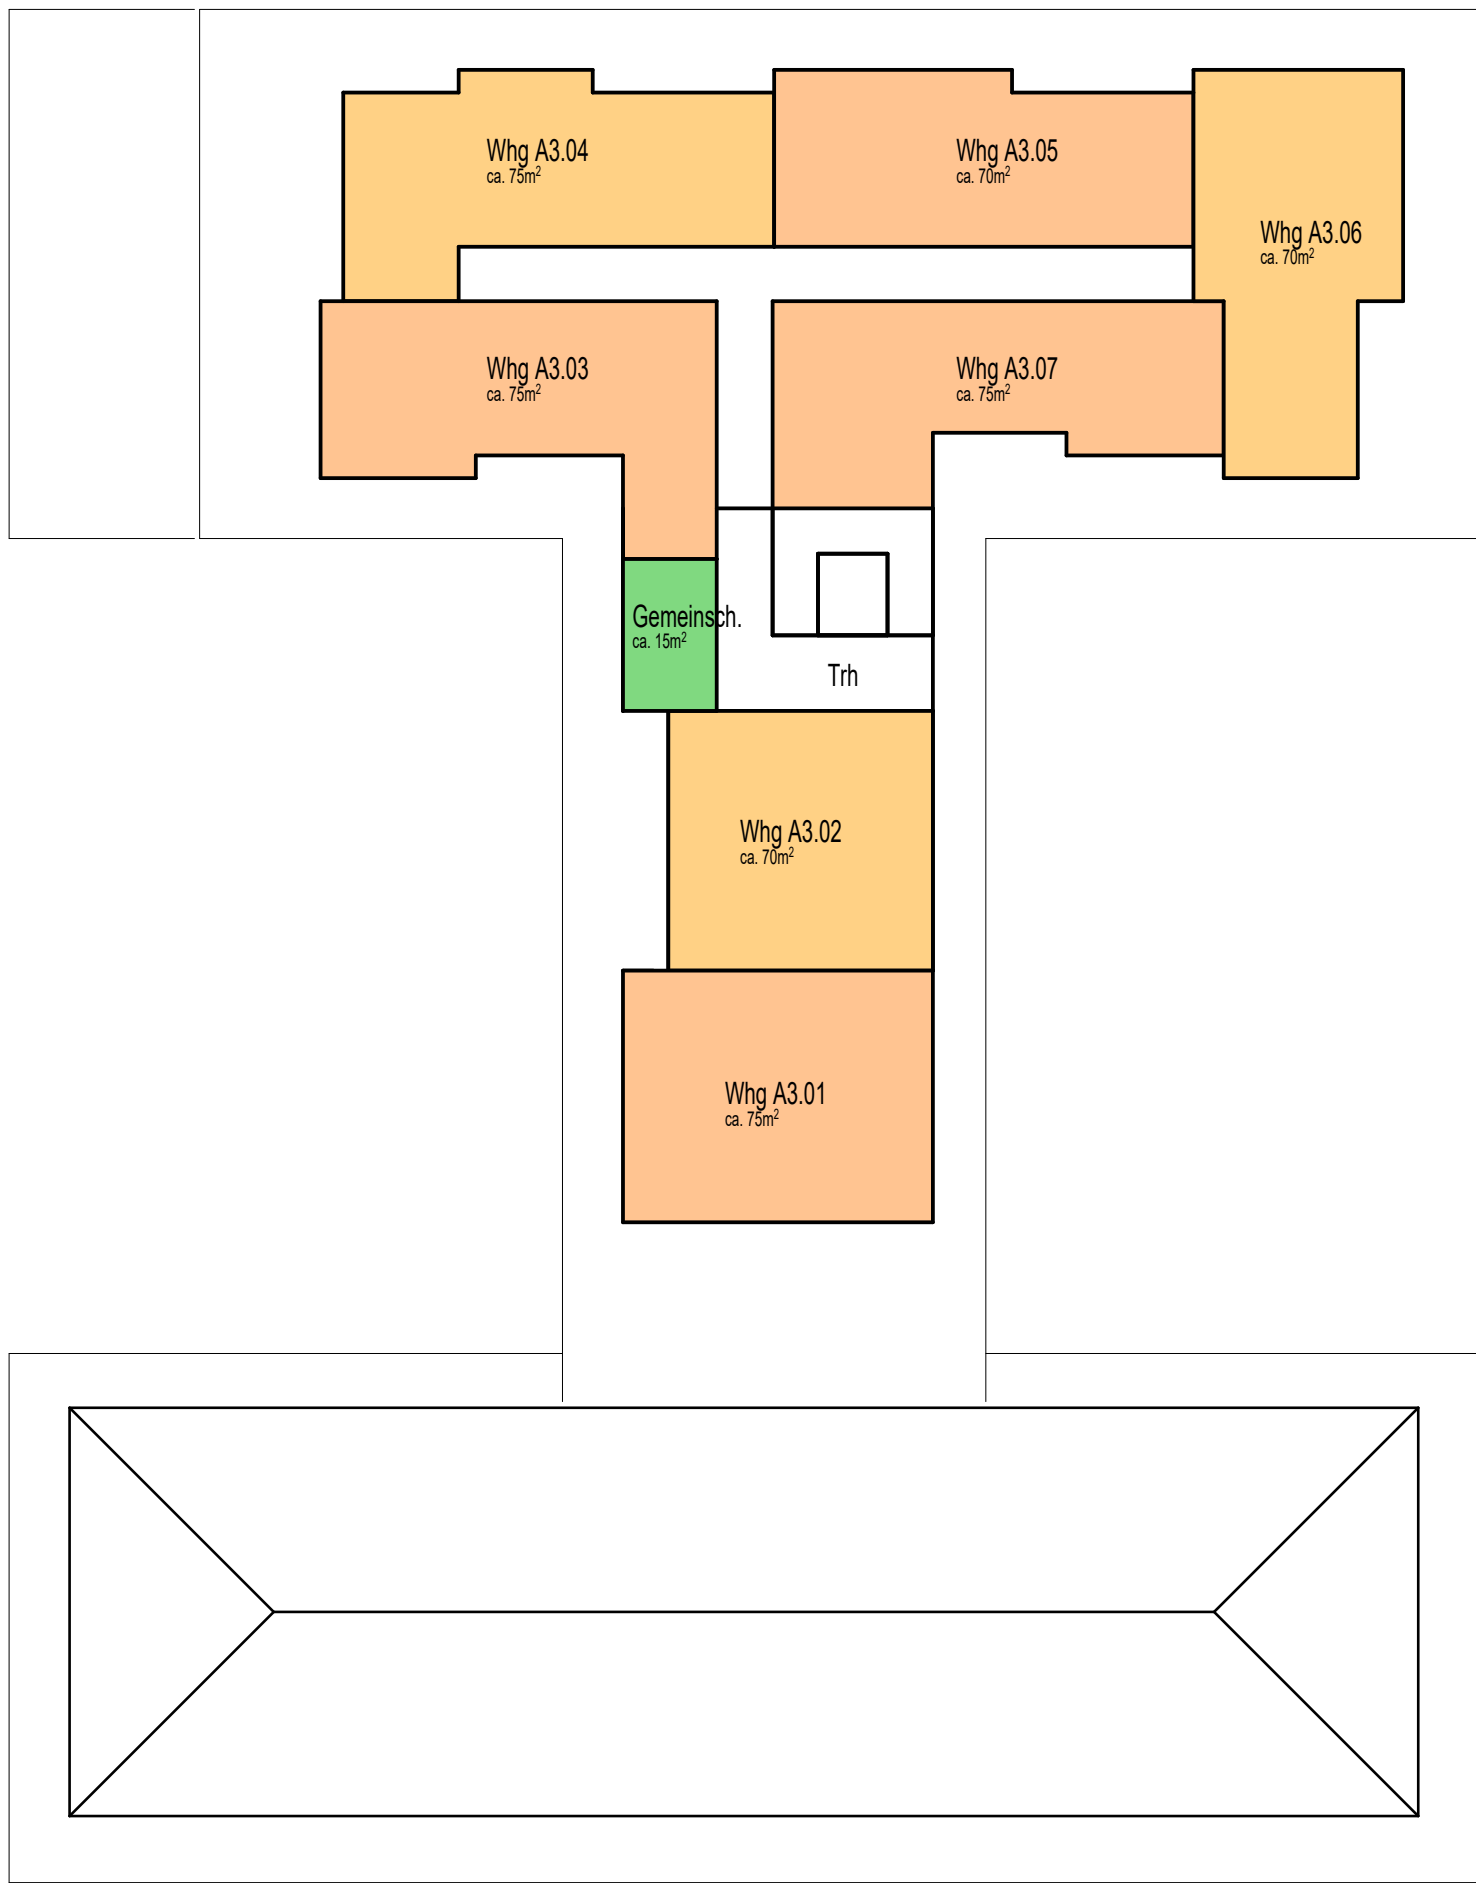 Whg A3.04
ca. 75m²
Whg A3.05
ca. 70m²
Whg A3.06
ca. 70m²
Whg A3.03
ca. 75m²
Whg A3.07
ca. 75m²
Gemeinsch.
ca. 15m²
Trh
Whg A3.02
ca. 70m²
Whg A3.01
ca. 75m²